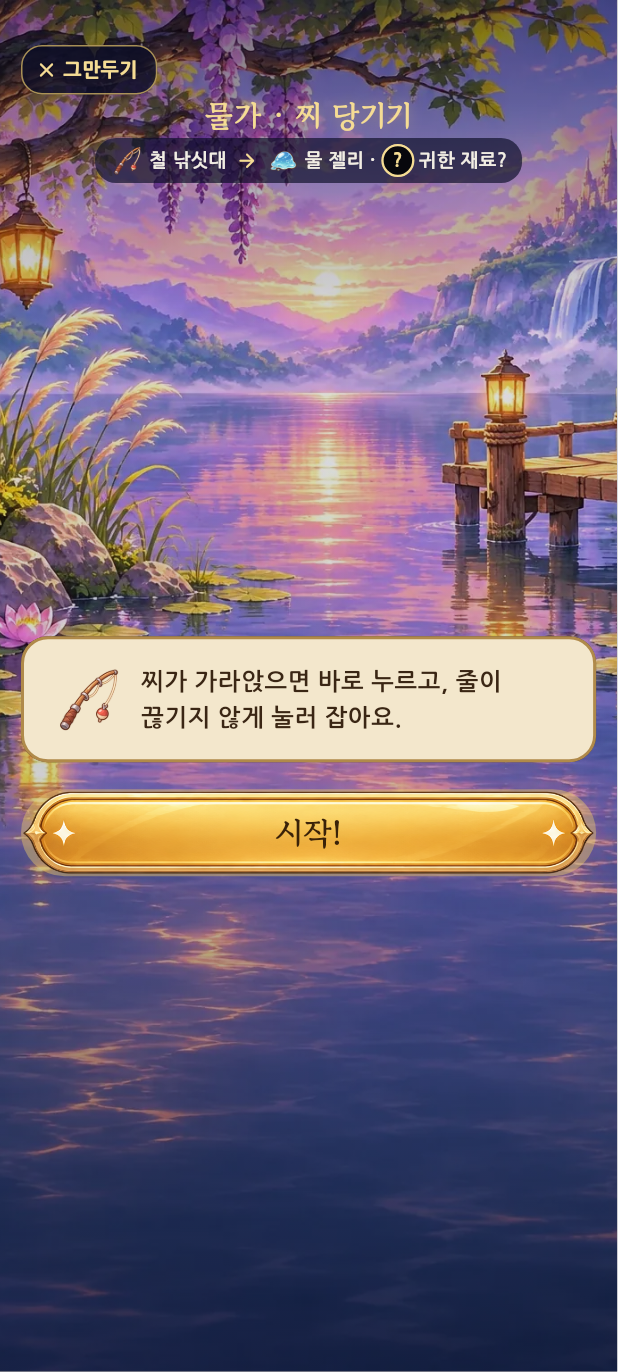 × 그만두기
물가 · 찌 당기기
철 낚싯대 → 물 젤리 · ? 귀한 재료?
찌가 가라앉으면 바로 누르고, 줄이
끊기지 않게 눌러 잡아요.
시작!